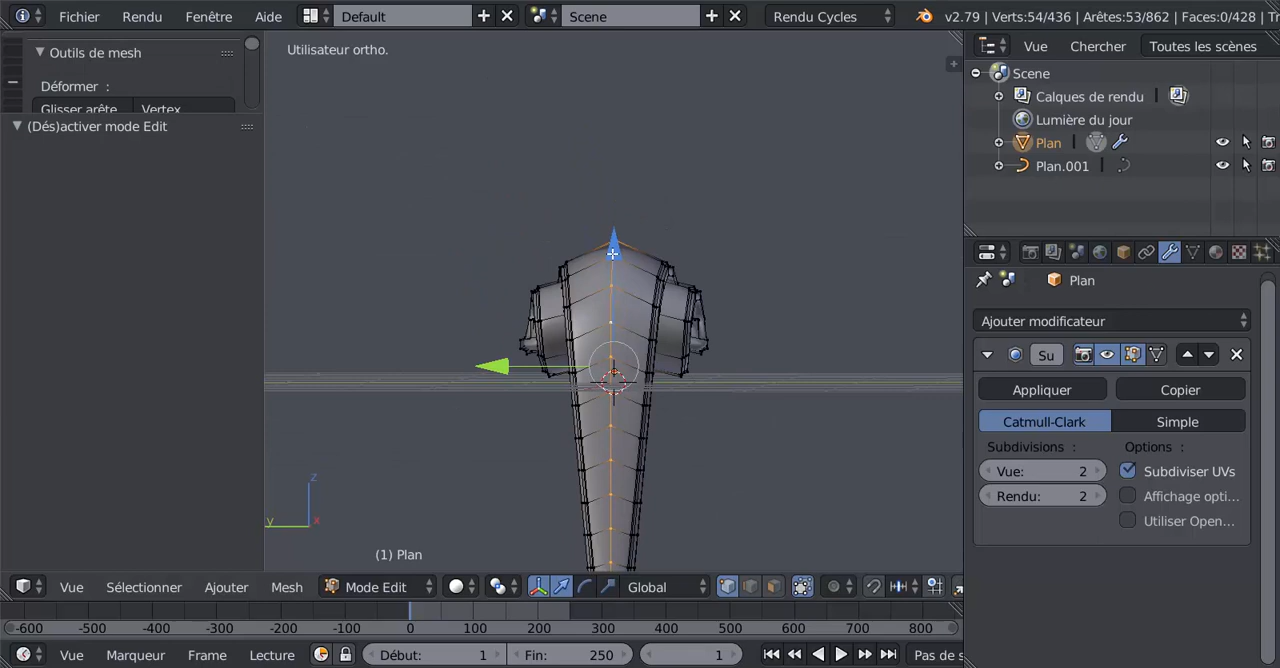 Fichier Rendu Fenêtre Aide Default Scene Rendu Cycles v2.79 | Verts:54/436 | Arêtes:53/862 | Faces:0/428 |
Outils de mesh
Déformer :
Glisser arête Vertex
(Dés)activer mode Edit
Utilisateur ortho.
z
y
x
(1) Plan
Vue Chercher Toutes les scènes
Scene
Calques de rendu |
Lumière du jour
Plan |
Plan.001 |
Plan
Ajouter modificateur
Su
Appliquer Copier
Catmull-Clark Simple
Subdivisions : Options :
Vue: 2 Subdiviser UVs
Rendu: 2 Affichage opti...
Utiliser Open...
Vue Sélectionner Ajouter Mesh Mode Edit Global
-600 -500 -400 -300 -200 -100 0 100 200 300 400 500 600 700 800
Vue Marqueur Frame Lecture Début: 1 Fin: 250 1 Pas de s